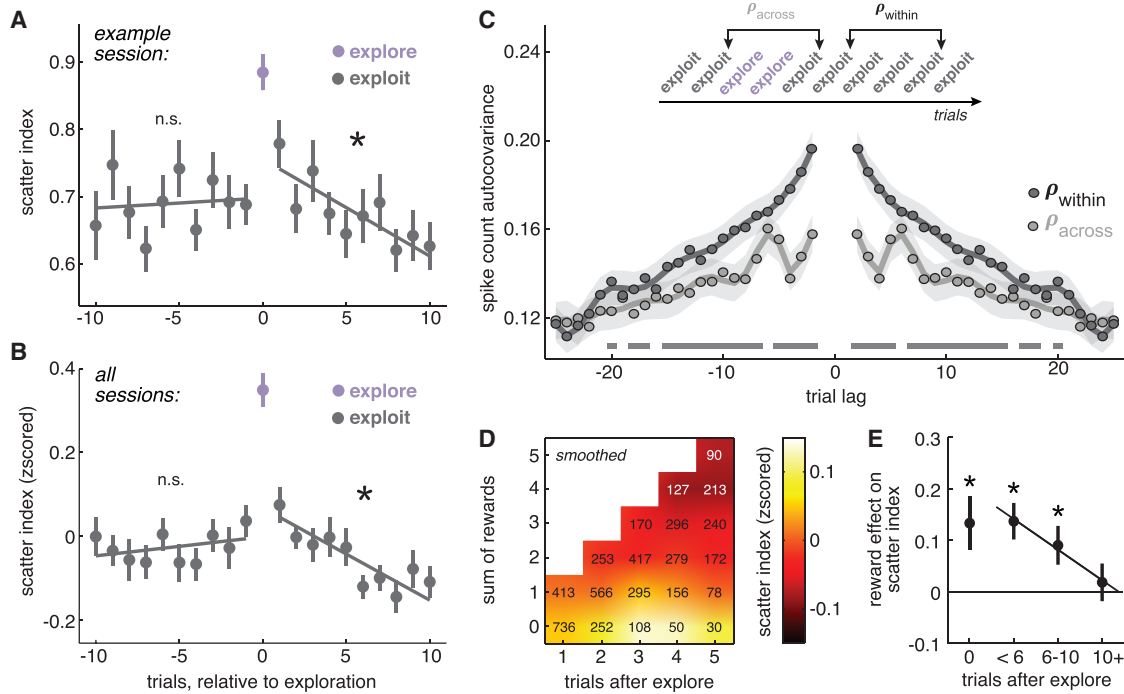 A
example
session:
explore
exploit
0.9
0.8
0.7
0.6
scatter index
n.s.
*
-10
-5
0
5
10
B
all
sessions:
explore
exploit
0.4
0.2
0
-0.2
scatter index (zscored)
n.s.
*
-10
-5
0
5
10
trials, relative to exploration
C
ρacross
ρwithin
exploit
exploit
explore
explore
exploit
exploit
exploit
exploit
exploit
exploit
trials
0.24
0.20
0.16
0.12
spike count autocovariance
ρwithin
ρacross
-20
-10
0
10
20
trial lag
D
smoothed
5
4
3
2
1
0
sum of rewards
90
127 213
170 296 240
253 417 279 172
413 566 295 156 78
736 252 108 50 30
1 2 3 4 5
trials after explore
0.1
0
-0.1
scatter index (zscored)
E
0.3
0.2
0.1
0
0.1
reward effect on
scatter index
*
*
*
0
< 6
6-10
10+
trials after explore